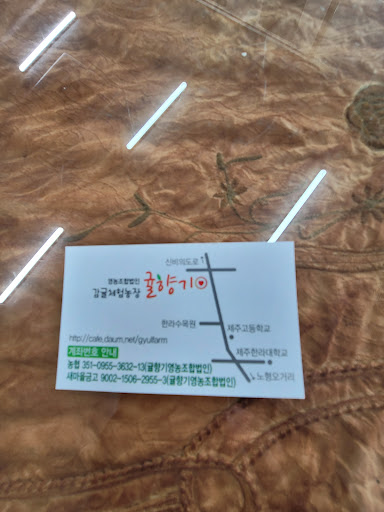 신비의도로
영농조합법인
감귤체험농장 귤향기
한라수목원
제주고등학교
제주한라대학교
노형오거리
http://cafe.daum.net/gyulfarm
계좌번호 안내
농협 351-0955-3632-13(귤향기영농조합법인)
새마을금고 9002-1506-2955-3(귤향기영농조합법인)